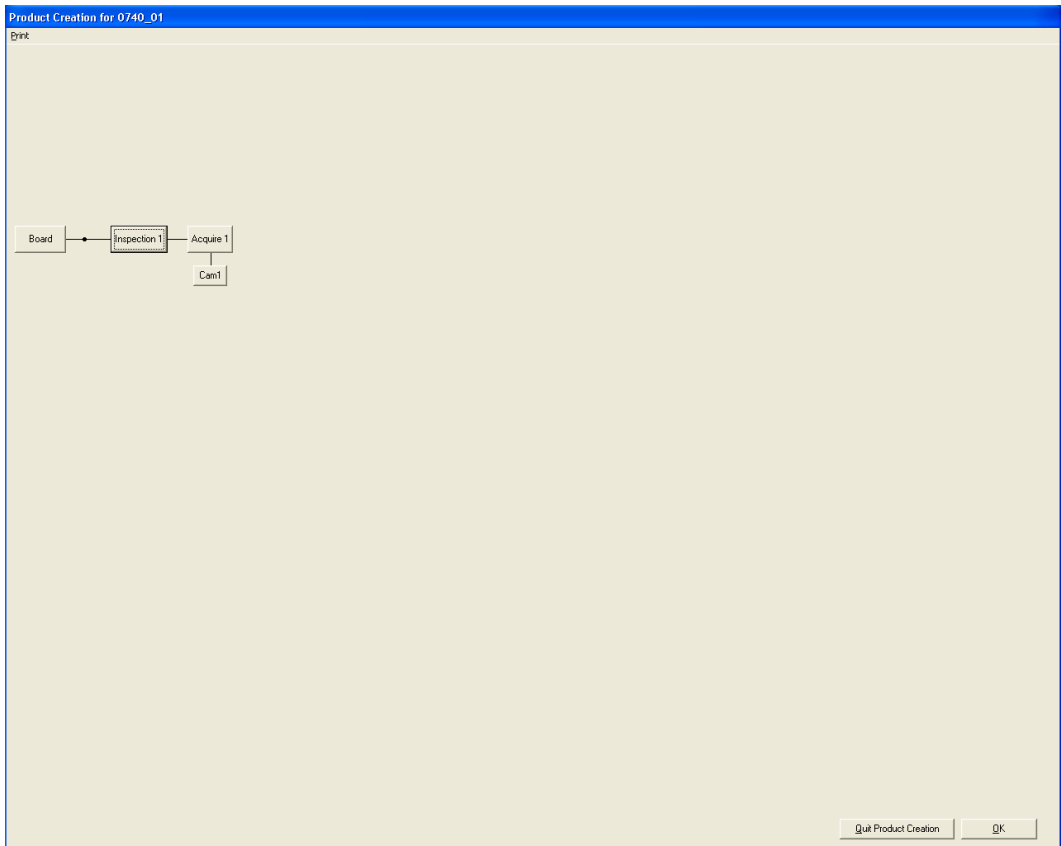 Product Creation for 0740_01
Print
Board
Inspection 1
Acquire 1
Cam1
Quit Product Creation
OK